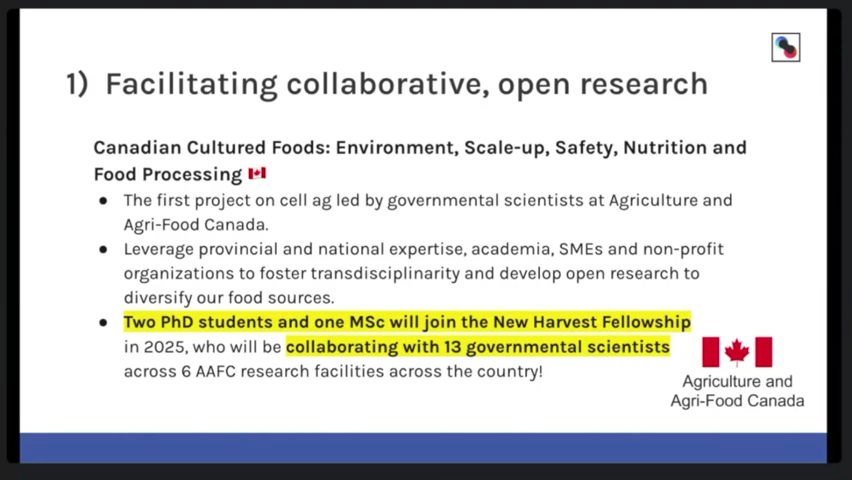 1) Facilitating collaborative, open research
Canadian Cultured Foods: Environment, Scale-up, Safety, Nutrition and
Food Processing 🇨🇦
● The first project on cell ag led by governmental scientists at Agriculture and
Agri-Food Canada.
● Leverage provincial and national expertise, academia, SMEs and non-profit
organizations to foster transdisciplinarity and develop open research to
diversify our food sources.
● Two PhD students and one MSc will join the New Harvest Fellowship
in 2025, who will be collaborating with 13 governmental scientists
across 6 AAFC research facilities across the country!
Agriculture and
Agri-Food Canada